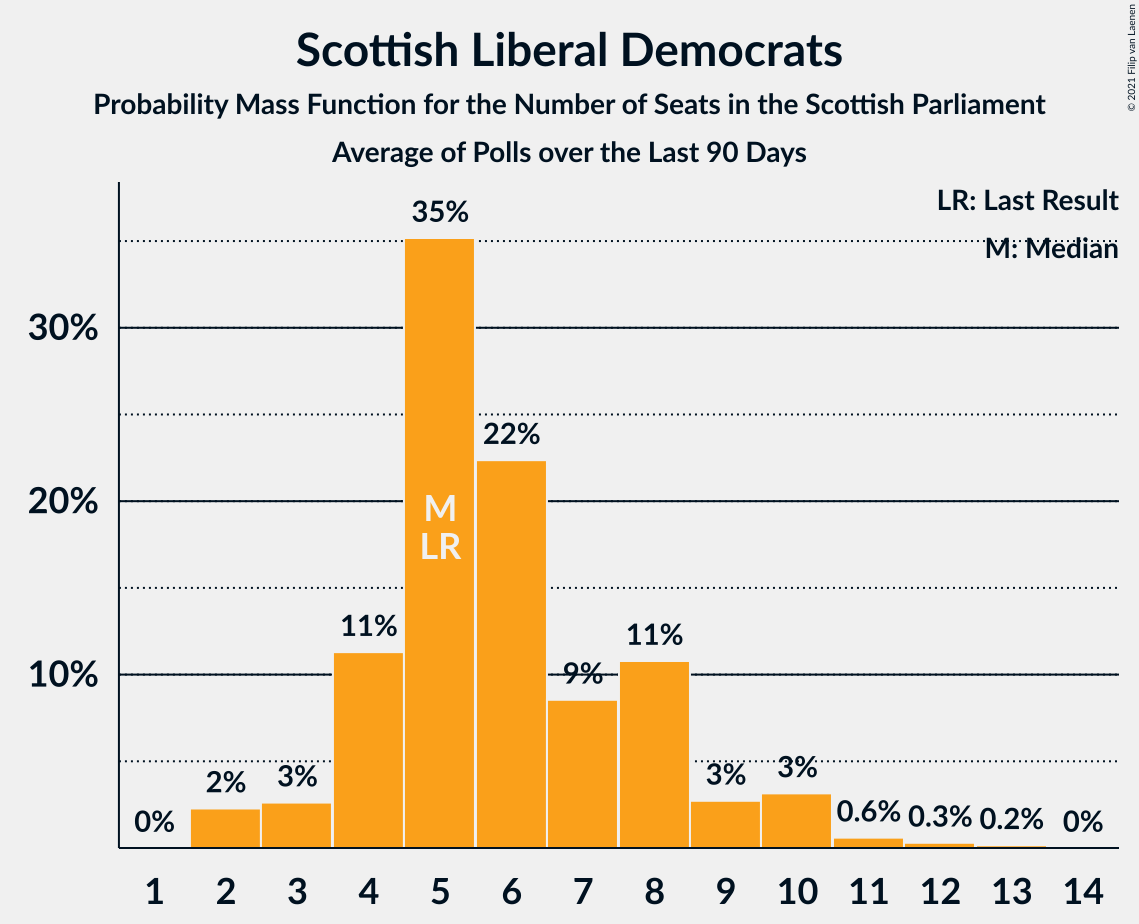 Scottish Liberal Democrats
Probability Mass Function for the Number of Seats in the Scottish Parliament
Average of Polls over the Last 90 Days
© 2021 Filip van Laenen
LR: Last Result
M: Median
35%
30%
22%
20%
M
LR
11%
11%
10%
9%
2%
3%
3%
3%
0%
0.6%
0.3%
0.2%
0%
1 2 3 4 5 6 7 8 9 10 11 12 13 14